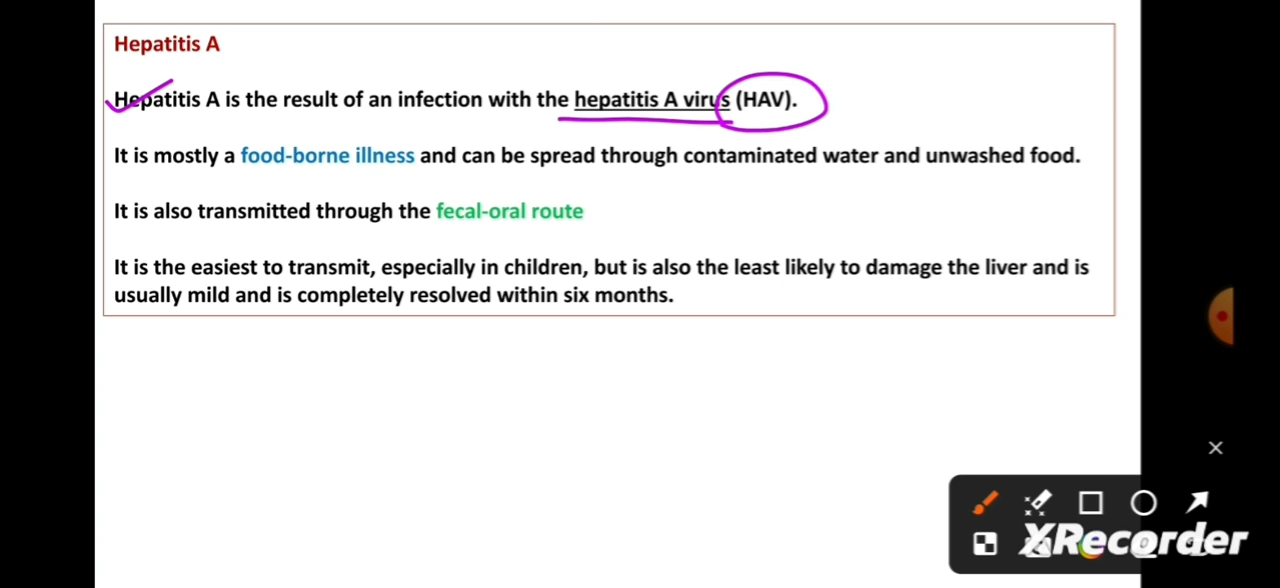 Hepatitis A
Hepatitis A is the result of an infection with the hepatitis A virus (HAV).
It is mostly a food-borne illness and can be spread through contaminated water and unwashed food.
It is also transmitted through the fecal-oral route
It is the easiest to transmit, especially in children, but is also the least likely to damage the liver and is
usually mild and is completely resolved within six months.
XRecorder